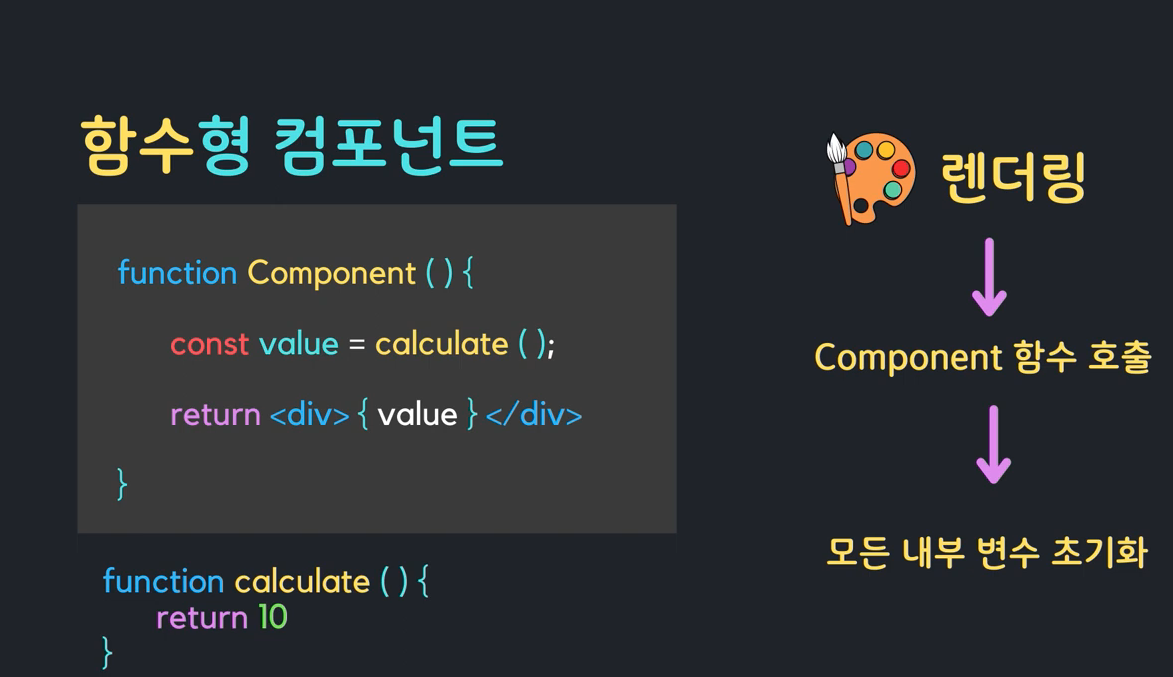 함수형 컴포넌트
function Component ( ) {
const value = calculate ( );
return <div> { value } </div>
}
function calculate ( ) {
return 10
}
렌더링
Component 함수 호출
모든 내부 변수 초기화